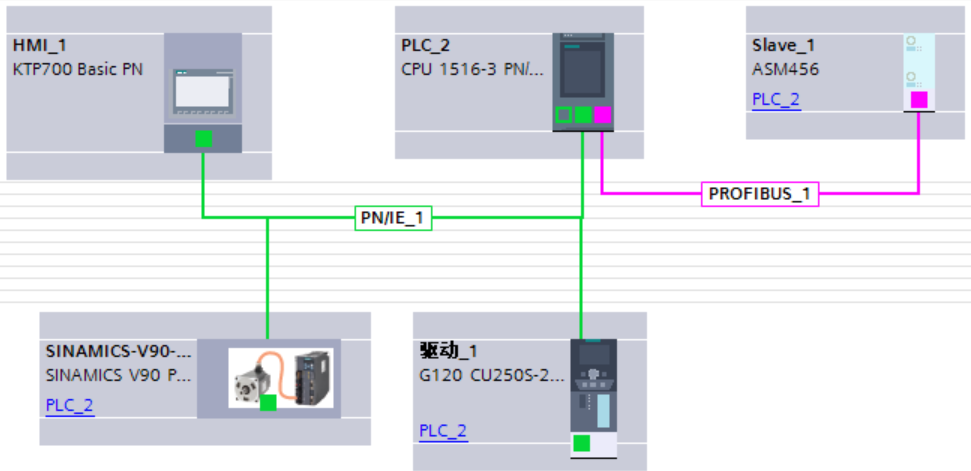 HMI_1
KTP700 Basic PN
PLC_2
CPU 1516-3 PN/...
Slave_1
ASM456
PLC_2
PROFIBUS_1
PN/IE_1
SINAMICS-V90-...
SINAMICS V90 P...
PLC_2
驱动_1
G120 CU250S-2...
PLC_2